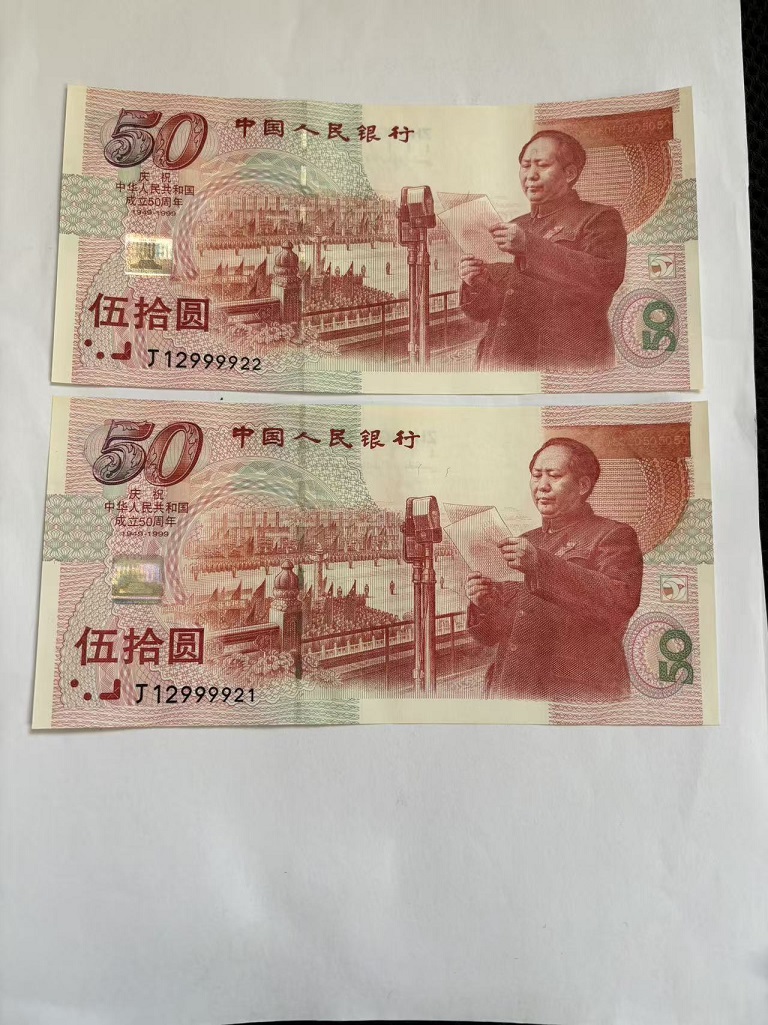 50
中国人民银行
庆祝
中华人民共和国
成立50周年
1949-1999
伍拾圆
J12999922
50
50
中国人民银行
庆祝
中华人民共和国
成立50周年
1949-1999
伍拾圆
J12999921
50